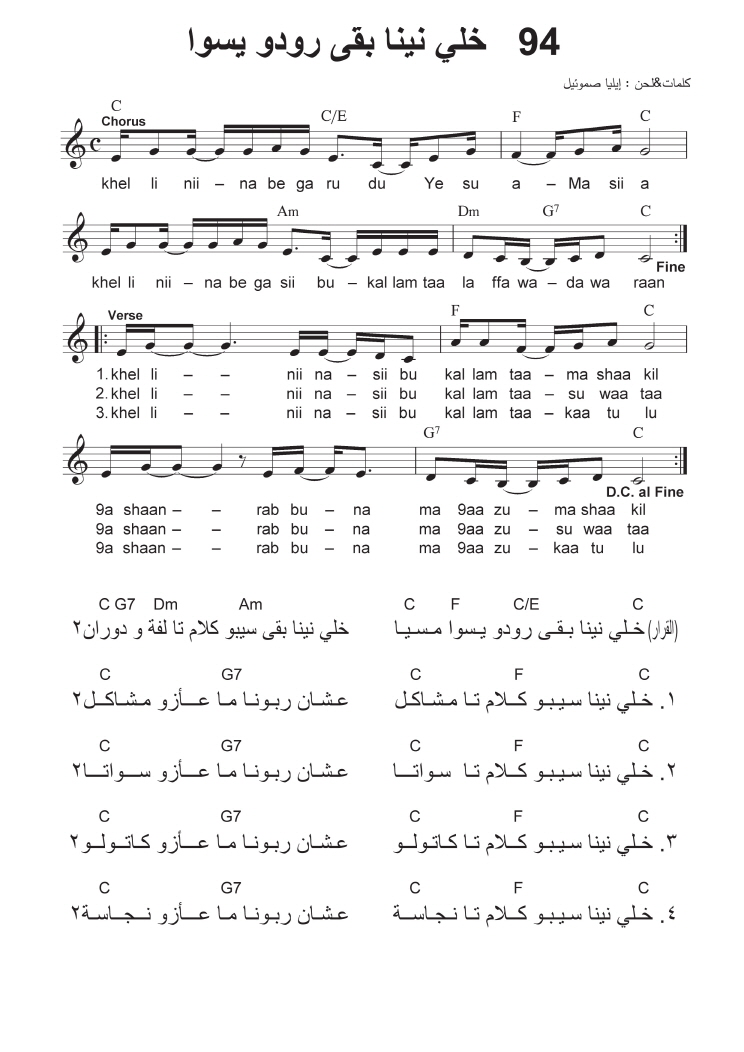 94 خلي نينا بقى رودو يسوا
كلمات&لحن : إيليا صموئيل
C C/E F C
Chorus
khel li nii – na be ga ru du Ye su a – Ma sii a
Am Dm G7 C
Fine
khel li nii – na be ga sii bu – kal lam taa la ffa wa – da wa raan
Verse F C
1. khel li – – nii na – sii bu kal lam taa – ma shaa kil
2. khel li – – nii na – sii bu kal lam taa – su waa taa
3. khel li – – nii na – sii bu kal lam taa – kaa tu lu
G7 C
D.C. al Fine
9a shaan – – rab bu – na ma 9aa zu – ma shaa kil
9a shaan – – rab bu – na ma 9aa zu – su waa taa
9a shaan – – rab bu – na ma 9aa zu – kaa tu lu
C G7 Dm Am C F C/E C
(القرار) خلي نينا بقى رودو يسوا مسيا خلي نينا بقى سيبو كلام تا لفة و دوران٢
C G7 C F C
١. خلي نينا سيبو كلام تا مشاكل عشان ربونا ما عأزو مشاكل٢
C G7 C F C
٢. خلي نينا سيبو كلام تا سواتا عشان ربونا ما عأزو سواتا٢
C G7 C F C
٣. خلي نينا سيبو كلام تا كاتولو عشان ربونا ما عأزو كاتولو٢
C G7 C F C
٤. خلي نينا سيبو كلام تا نجاسة عشان ربونا ما عأزو نجاسة٢